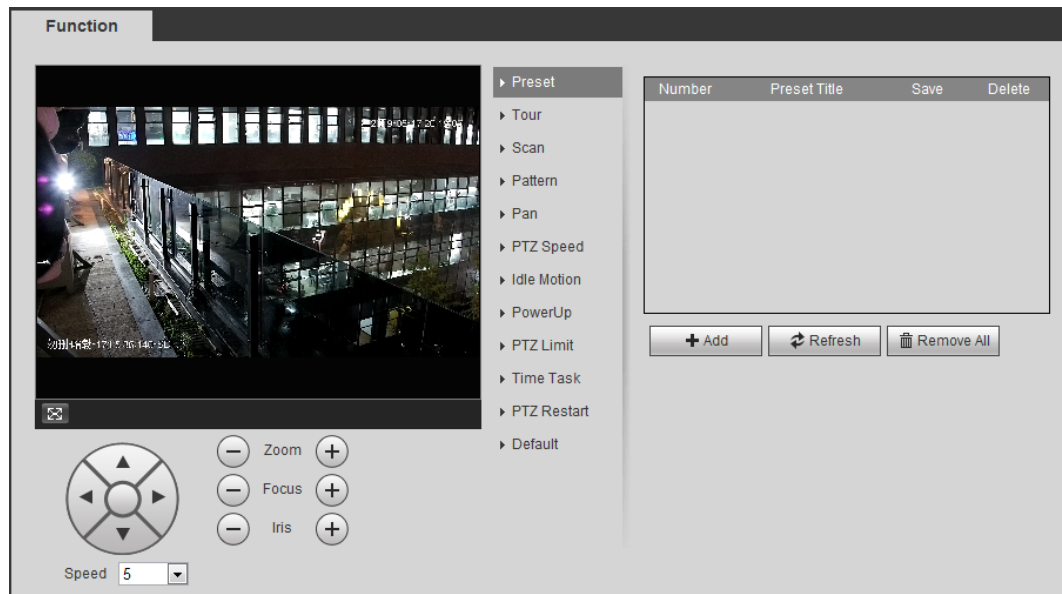 Function
Preset
Tour
Scan
Pattern
Pan
PTZ Speed
Idle Motion
PowerUp
PTZ Limit
Time Task
PTZ Restart
Default
Number Preset Title Save Delete
Add Refresh Remove All
Zoom
Focus
Iris
Speed 5